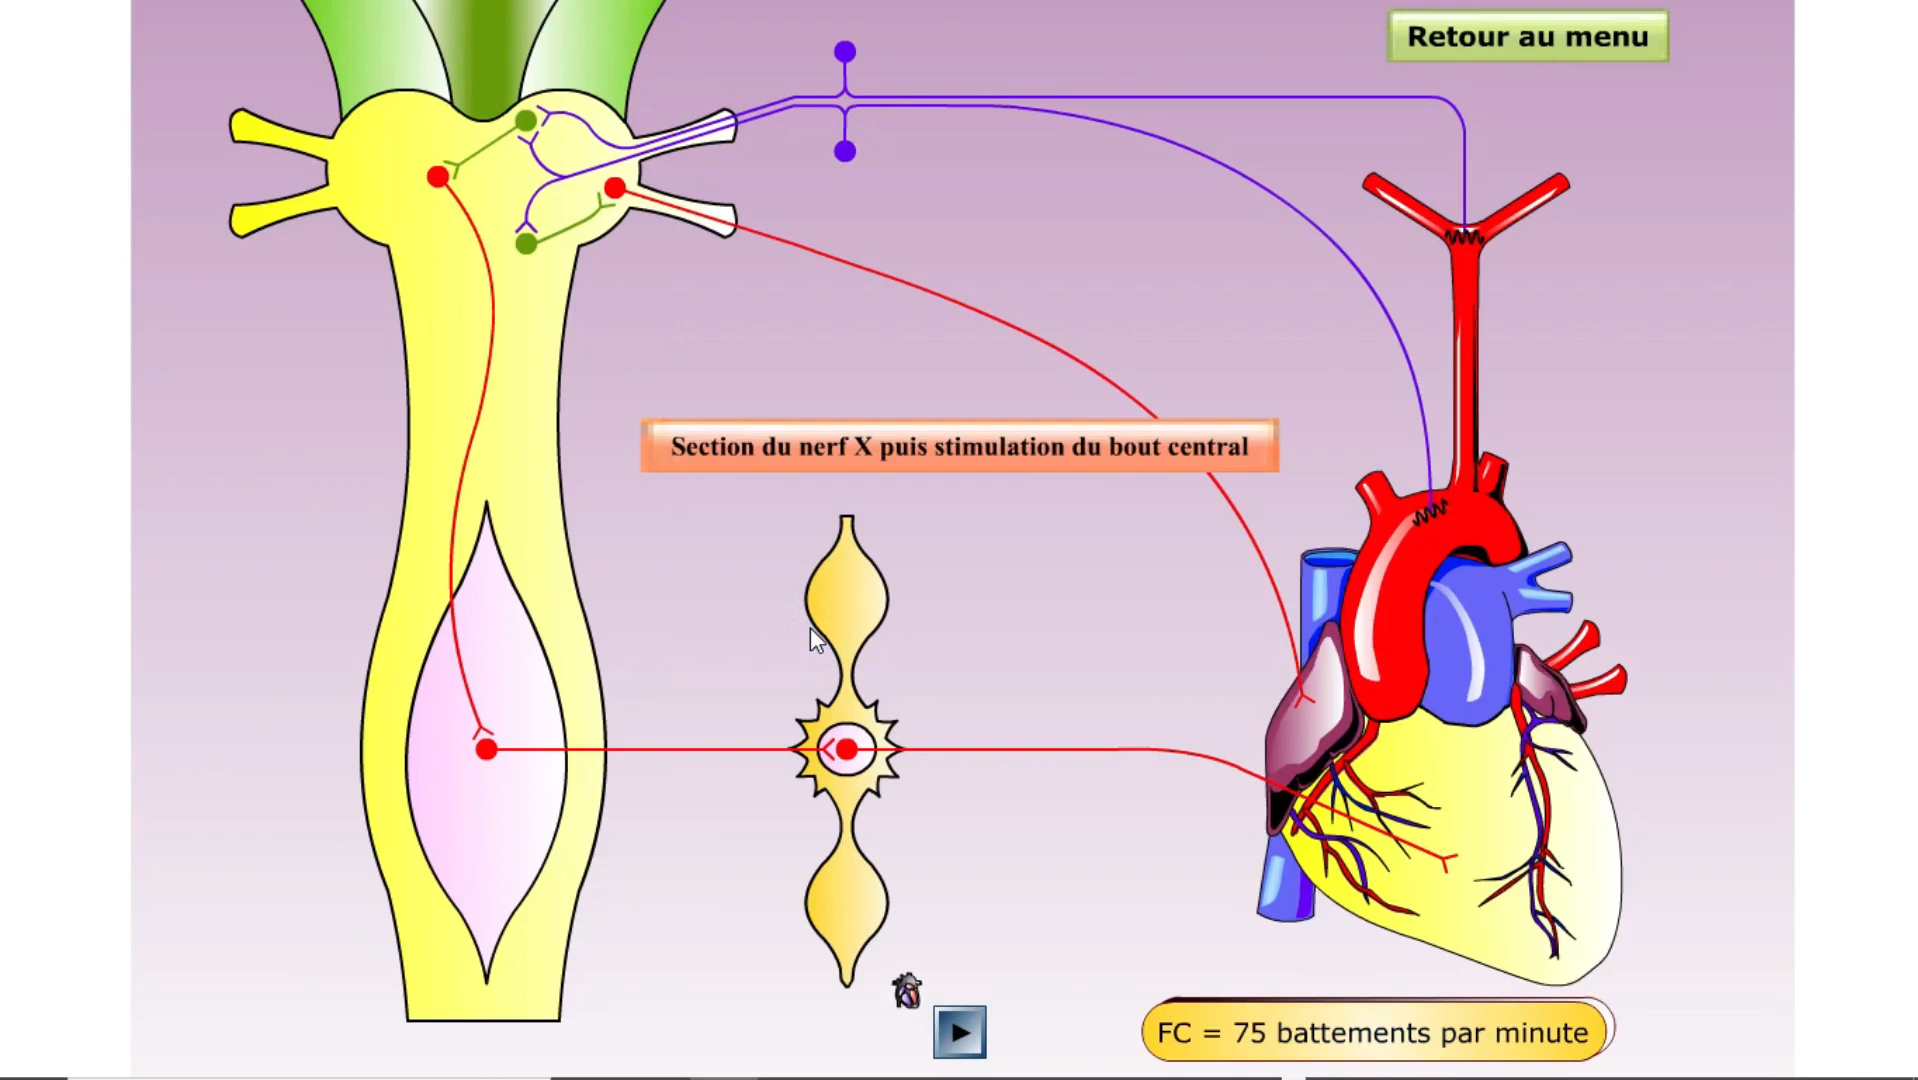 Retour au menu
Section du nerf X puis stimulation du bout central
FC = 75 battements par minute